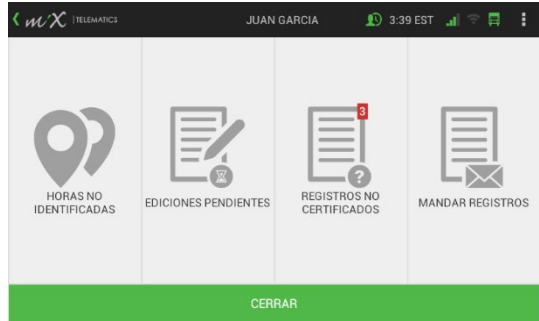 MiX TELEMATICS JUAN GARCIA 3:39 EST
HORAS NO
IDENTIFICADAS
EDICIONES PENDIENTES
3
?
REGISTROS NO
CERTIFICADOS
MANDAR REGISTROS
CERRAR